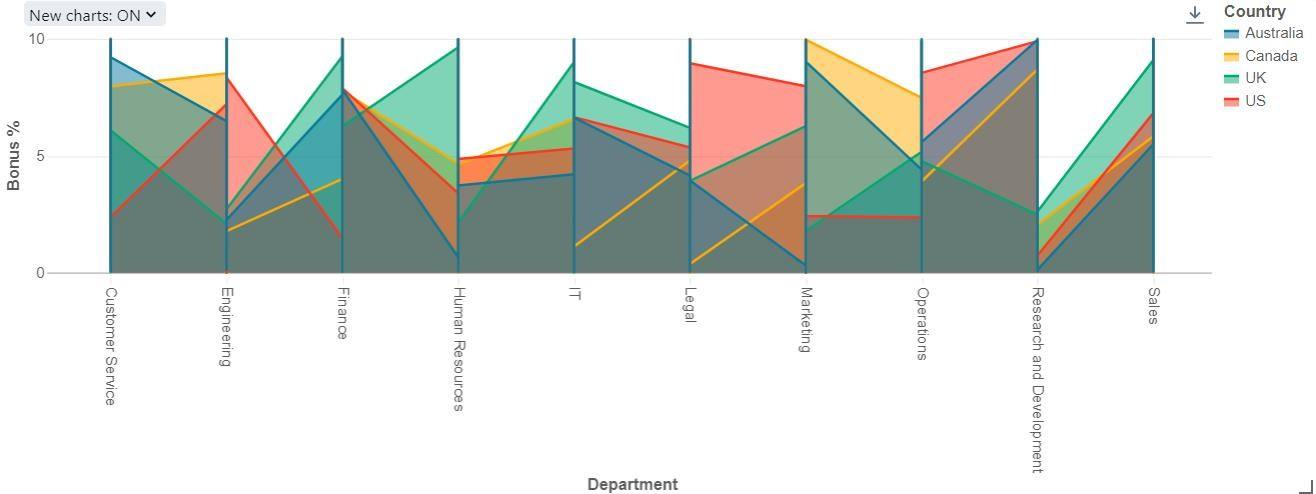 New charts: ON
Country
Australia
Canada
UK
US
Bonus %
10
5
0
Customer Service
Engineering
Finance
Human Resources
IT
Legal
Marketing
Operations
Research and Development
Sales
Department